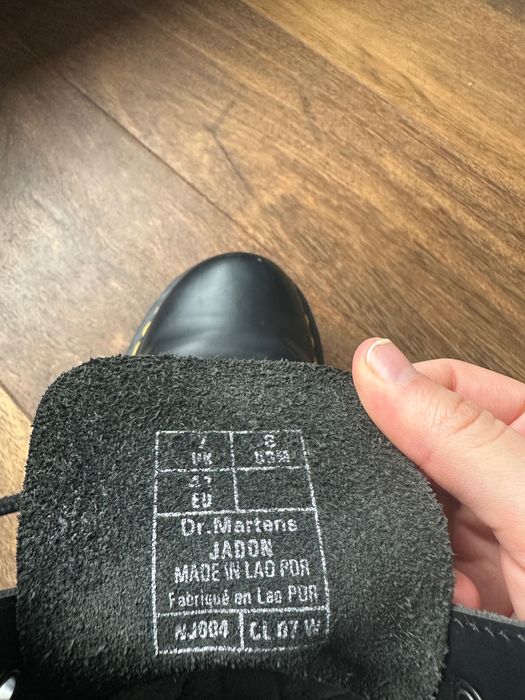 7 8
UK USM
41
EU
Dr.Martens
JADON
MADE IN LAO PDR
Fabriqué en Lao PDR
NJ004 CL 07 W